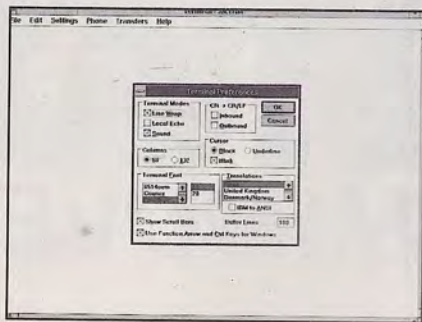 File Edit Settings Phone Transfers Help
Terminal Preferences
Terminal Modes
Line Wrap
Local Echo
Sound
CR -> CR/LF
Inbound
Outbound
OK
Cancel
Columns
80 132
Cursor
Block Underline
Blink
Terminal Font
Translations
United Kingdom
Denmark/Norway
IBM to ANSI
Show Scroll Bars
Buffer Lines:
Use Function Arrow and Ctrl Keys for Windows